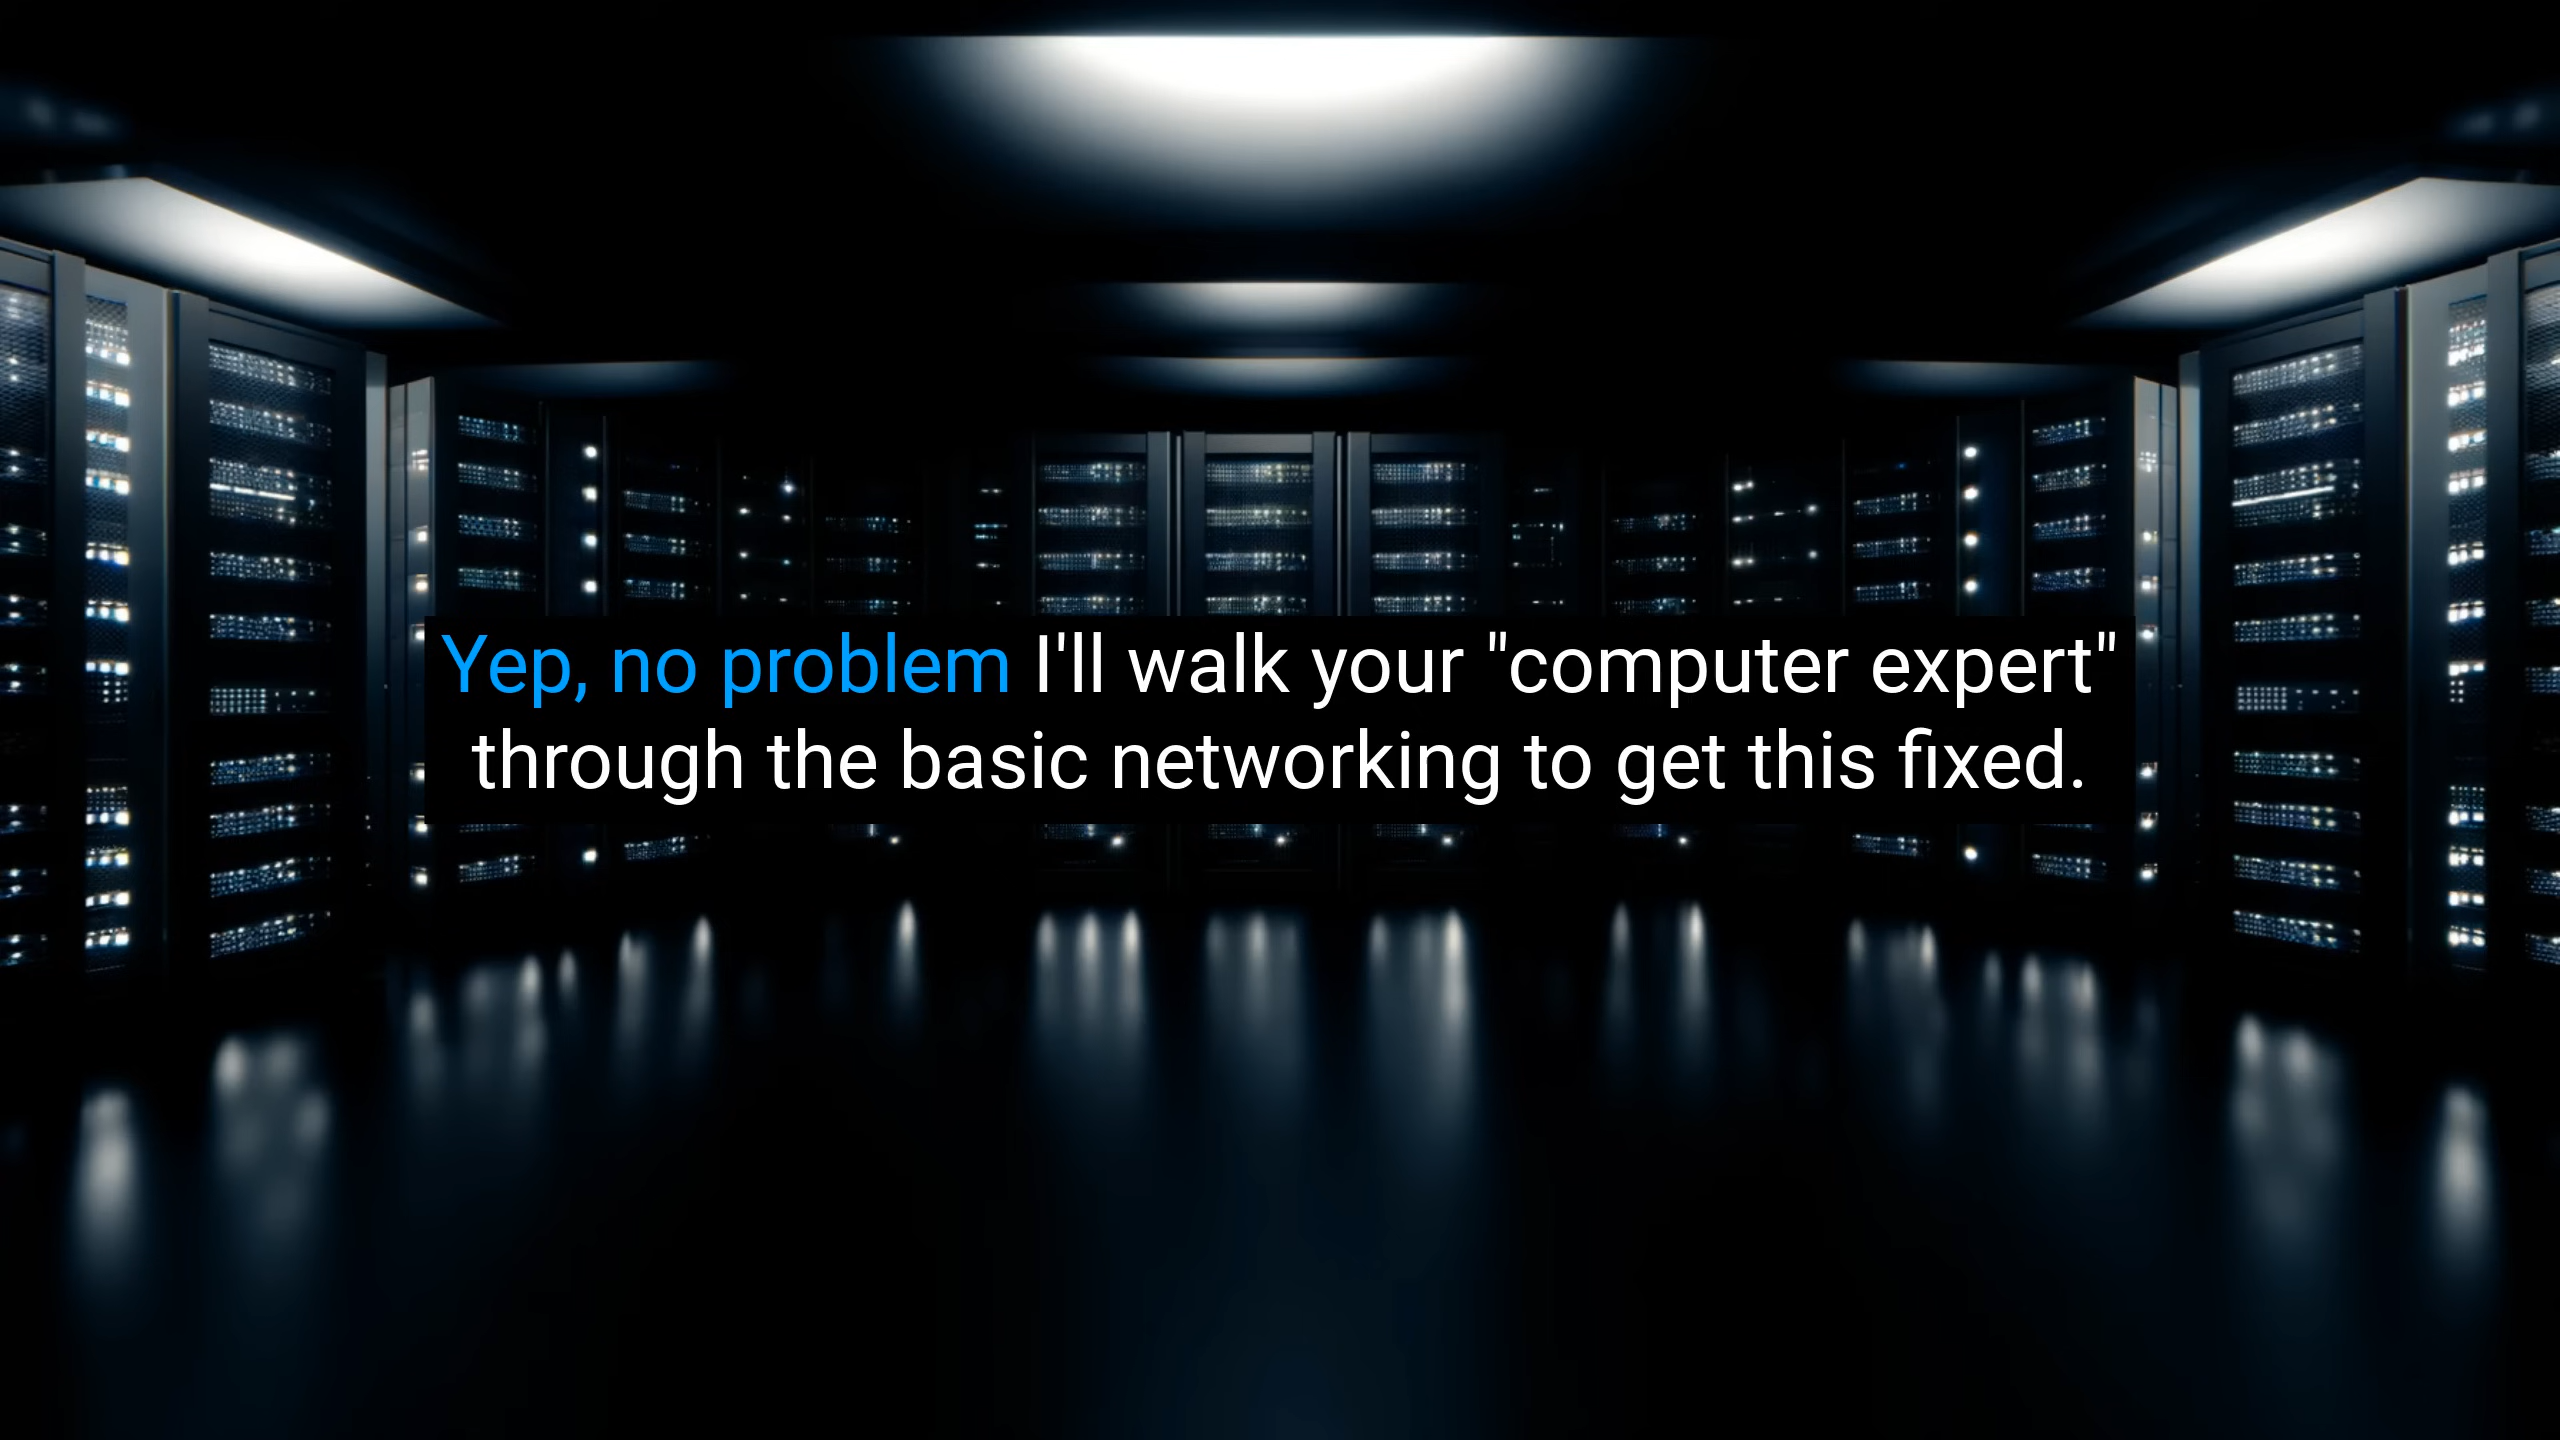 Yep, no problem I'll walk your "computer expert"
through the basic networking to get this fixed.